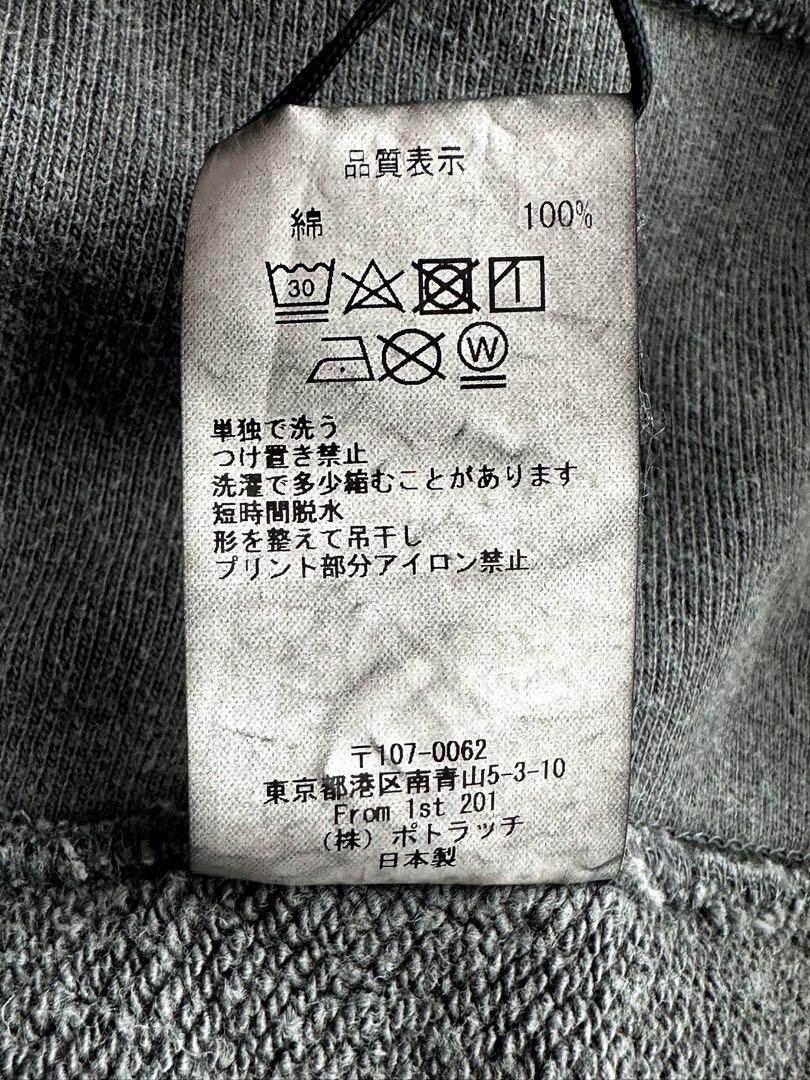 品質表示
綿 100%
30
W
単独で洗う
つけ置き禁止
洗濯で多少縮むことがあります
短時間脱水
形を整えて吊干し
プリント部分アイロン禁止
〒107-0062
東京都港区南青山5-3-10
From 1st 201
(株) ポトラッチ
日本製